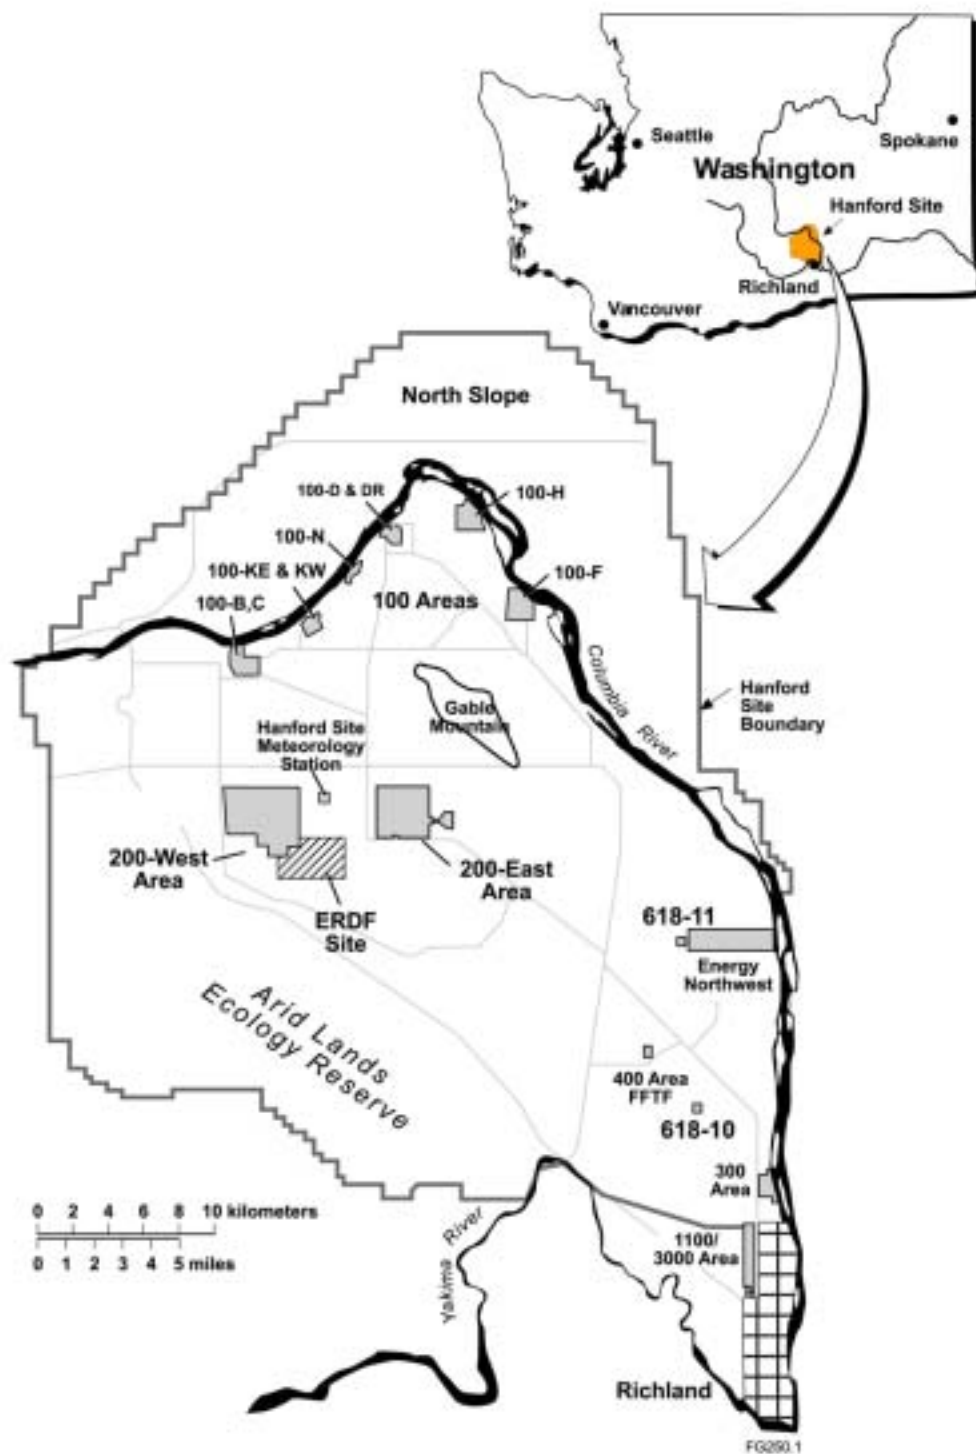 Seattle
Spokane
Washington
Hanford Site
Richland
Vancouver
North Slope
100-D & DR
100-H
100-N
100-KE & KW
100-F
100-B,C
100 Areas
Columbia River
Gable
Mountain
Hanford
Site
Boundary
Hanford Site
Meteorology
Station
200-West
Area
200-East
Area
ERDF
Site
618-11
Energy
Northwest
Arid Lands
Ecology Reserve
400 Area
FFTF
618-10
300
Area
0 2 4 6 8 10 kilometers
0 1 2 3 4 5 miles
Yakima River
1100/
3000 Area
Richland
FG250.1